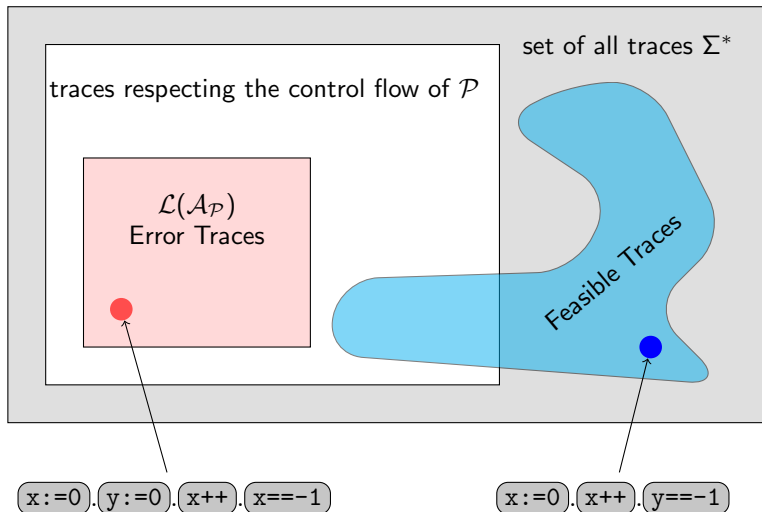 set of all traces Σ*
traces respecting the control flow of 𝒫
ℒ(𝒜_𝒫)
Error Traces
Feasible Traces
x:=0.y:=0.x++.x==-1
x:=0.x++.y==-1